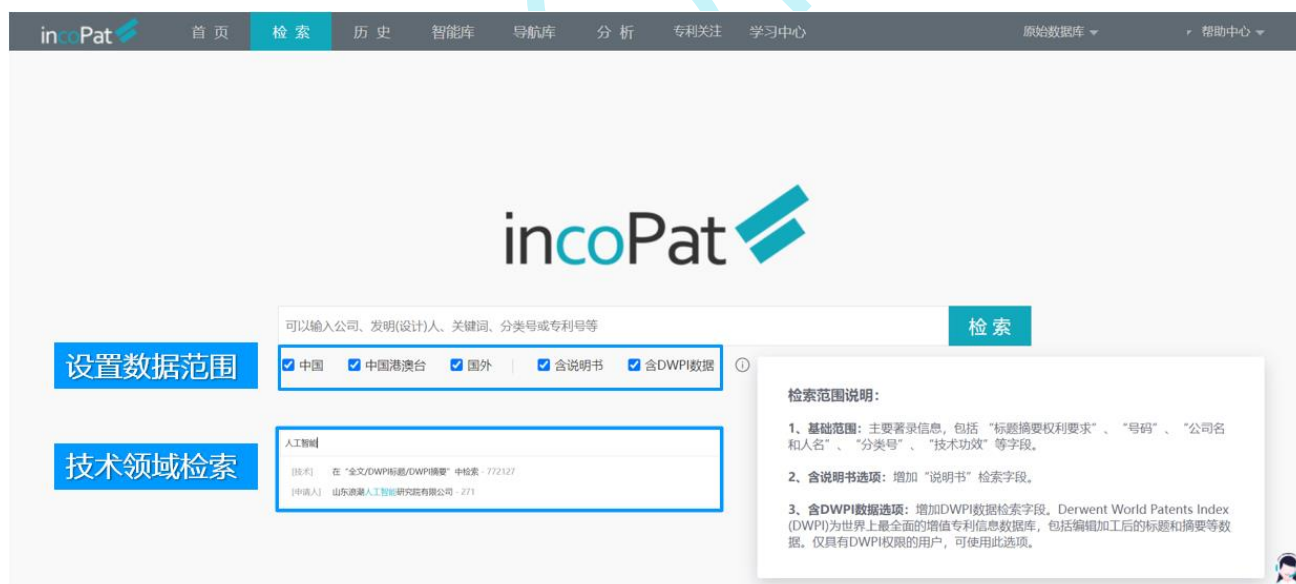 incoPat 首页 检索 历史 智能库 导航库 分析 专利关注 学习中心 原始数据库 帮助中心
incoPat
可以输入公司、发明(设计)人、关键词、分类号或专利号等 检索
设置数据范围
中国 中国港澳台 国外 含说明书 含DWPI数据
技术领域检索
人工智能
[技术] 在 "全文/DWPI标题/DWPI摘要" 中检索 - 772127
[申请人] 山东浪潮人工智能研究院有限公司 - 271
检索范围说明：
1、基础范围：主要著录信息，包括 "标题摘要权利要求" 、 "号码" 、 "公司名
和人名" 、 "分类号" 、 "技术功效" 等字段。
2、含说明书选项：增加 "说明书" 检索字段。
3、含DWPI数据选项：增加DWPI数据检索字段。Derwent World Patents Index
(DWPI)为世界上最全面的增值专利信息数据库，包括编辑加工后的标题和摘要等数
据。仅具有DWPI权限的用户，可使用此选项。